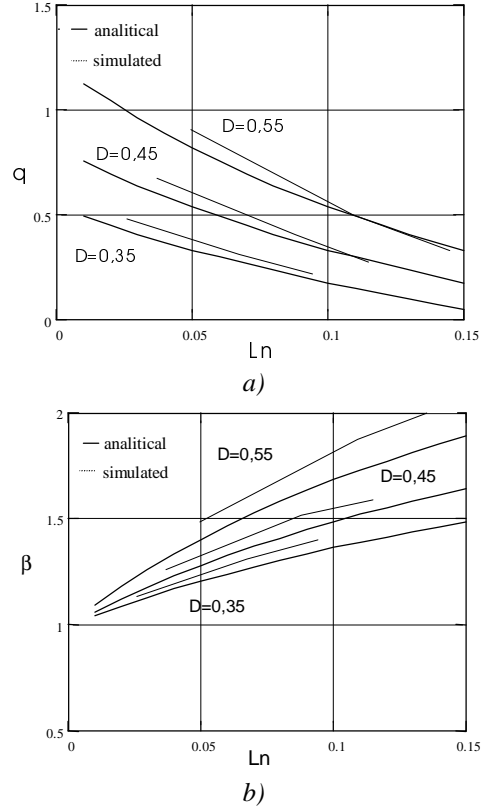 1.5
analitical
simulated
1
D=0,55
D=0,45
q
0.5
D=0,35
0
0
0.05
0.1
0.15
Ln
a)
2
analitical
simulated
D=0,55
D=0,45
1.5
β
D=0,35
1
0.5
0
0.05
0.1
0.15
Ln
b)